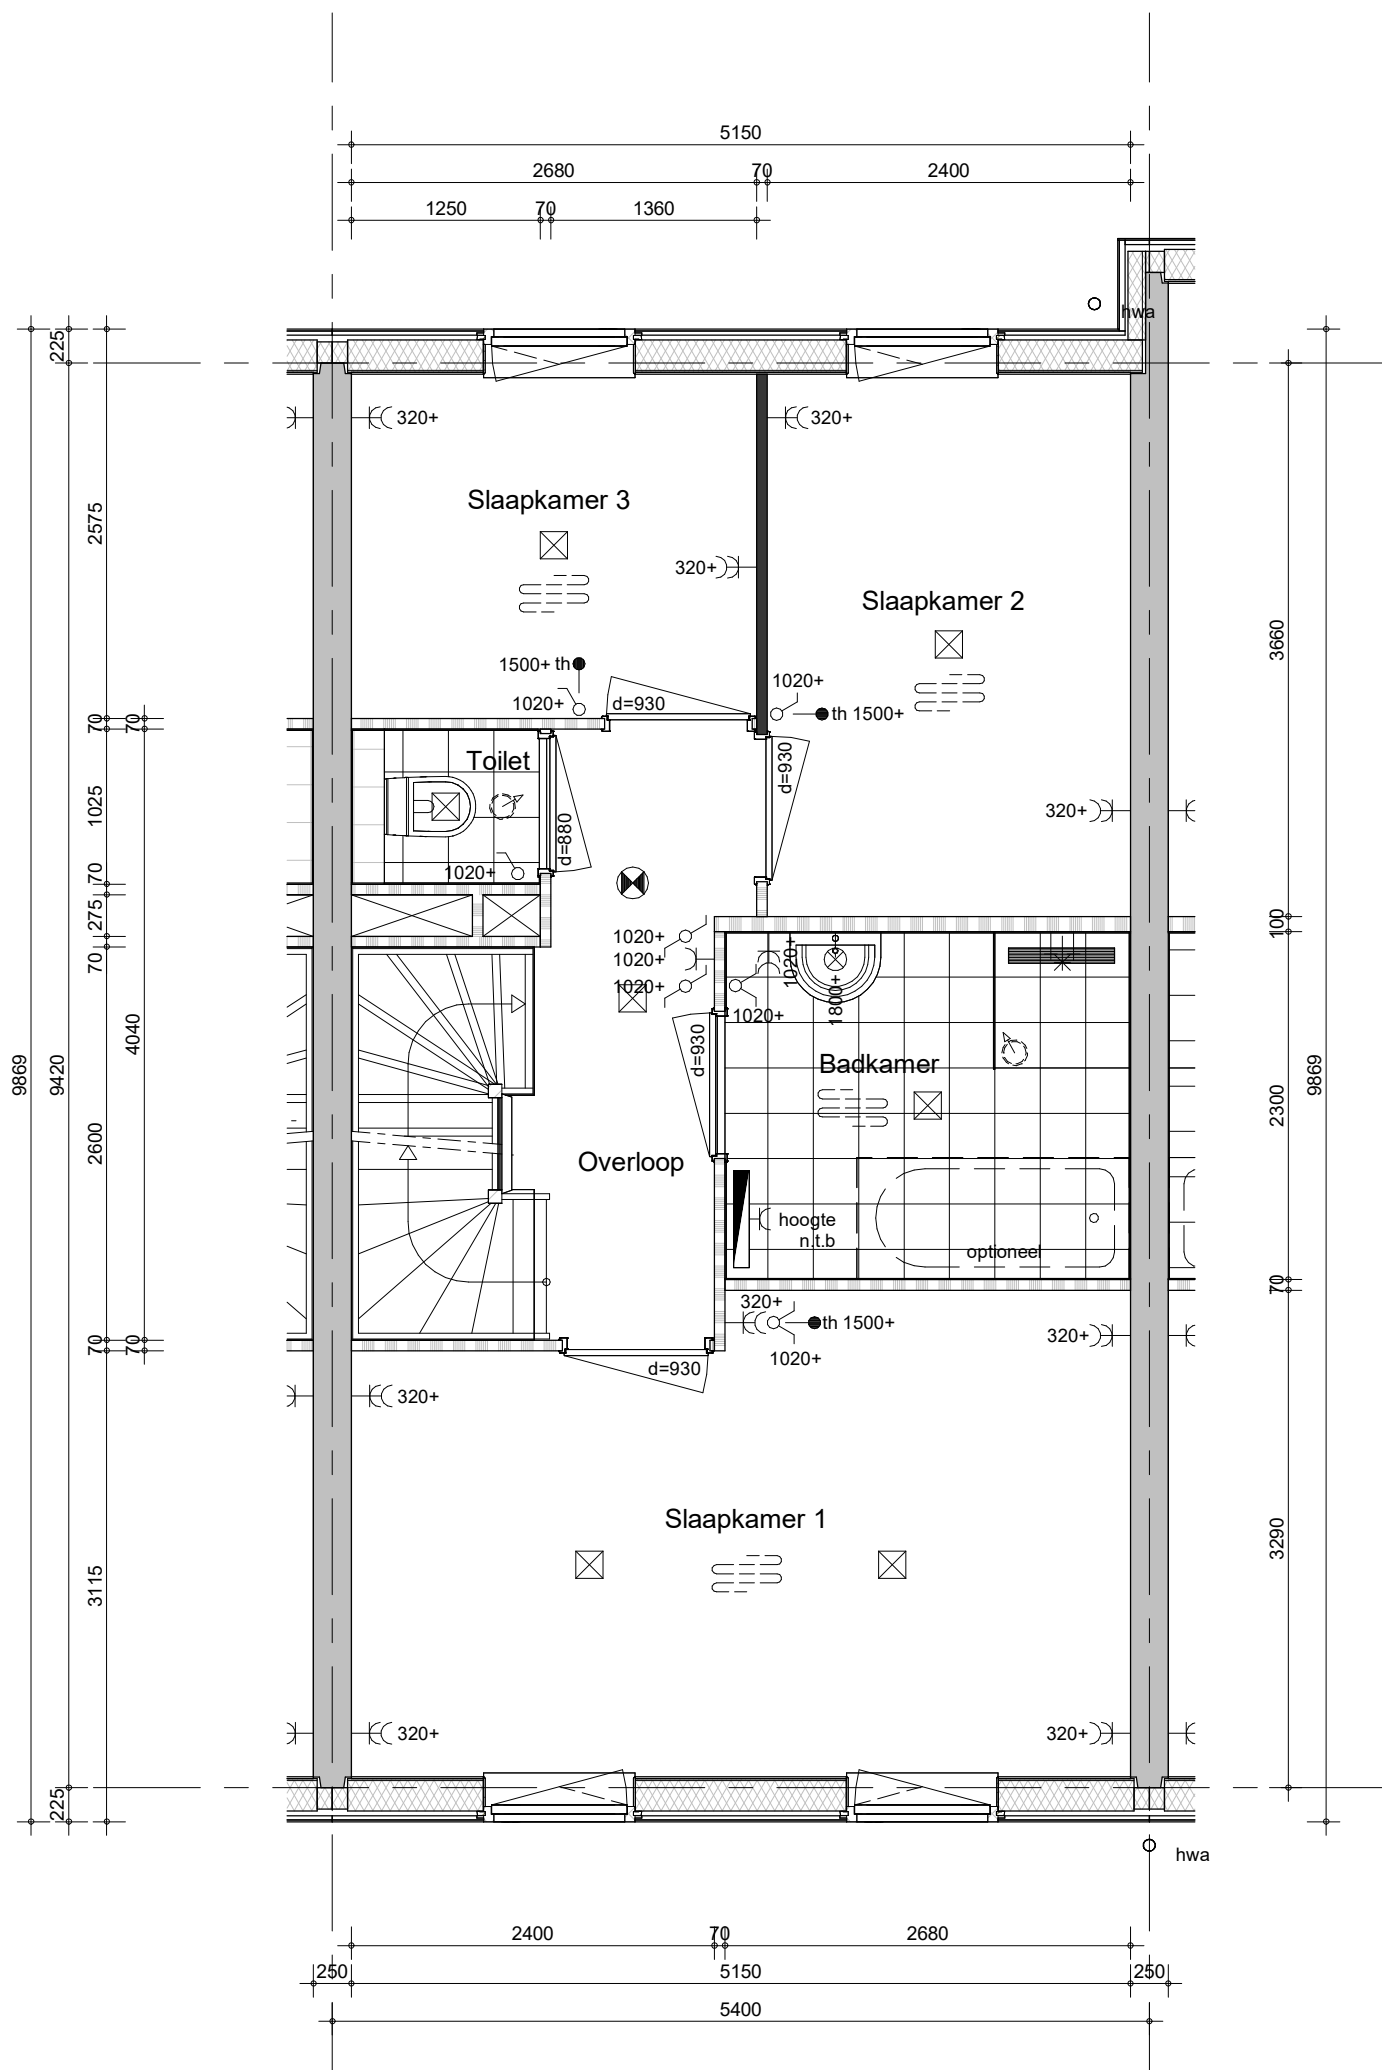 5150
2680 70 2400
1250 70 1360
hwa
225
320+ 320+
Slaapkamer 3
2575
320+
Slaapkamer 2
3660
1500+ th
1020+
1020+
d=930
th 1500+
70 70
Toilet
d=930
1025
320+
d=880
1020+
70
275
100
1020+
1020+
1020+
1020+
1800+
1020+
70
4040
d=930
Badkamer
9869
9420
9869
2600
2300
Overloop
hoogte
n.t.b
optioneel
70
320+
th 1500+
320+
1020+
70 70
d=930
320+
Slaapkamer 1
3290
3115
320+ 320+
225
hwa
2400 70 2680
250 5150 250
5400